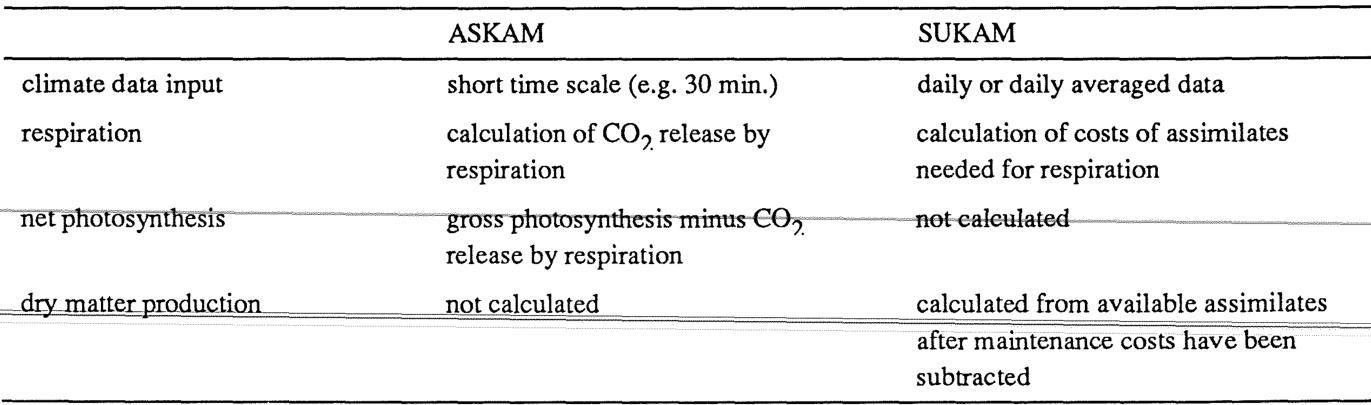 ASKAM SUKAM
climate data input short time scale (e.g. 30 min.) daily or daily averaged data
respiration calculation of CO2 release by calculation of costs of assimilates
respiration needed for respiration
net photosynthesis gross photosynthesis minus CO2 not calculated
release by respiration
dry matter production not calculated calculated from available assimilates
after maintenance costs have been
subtracted